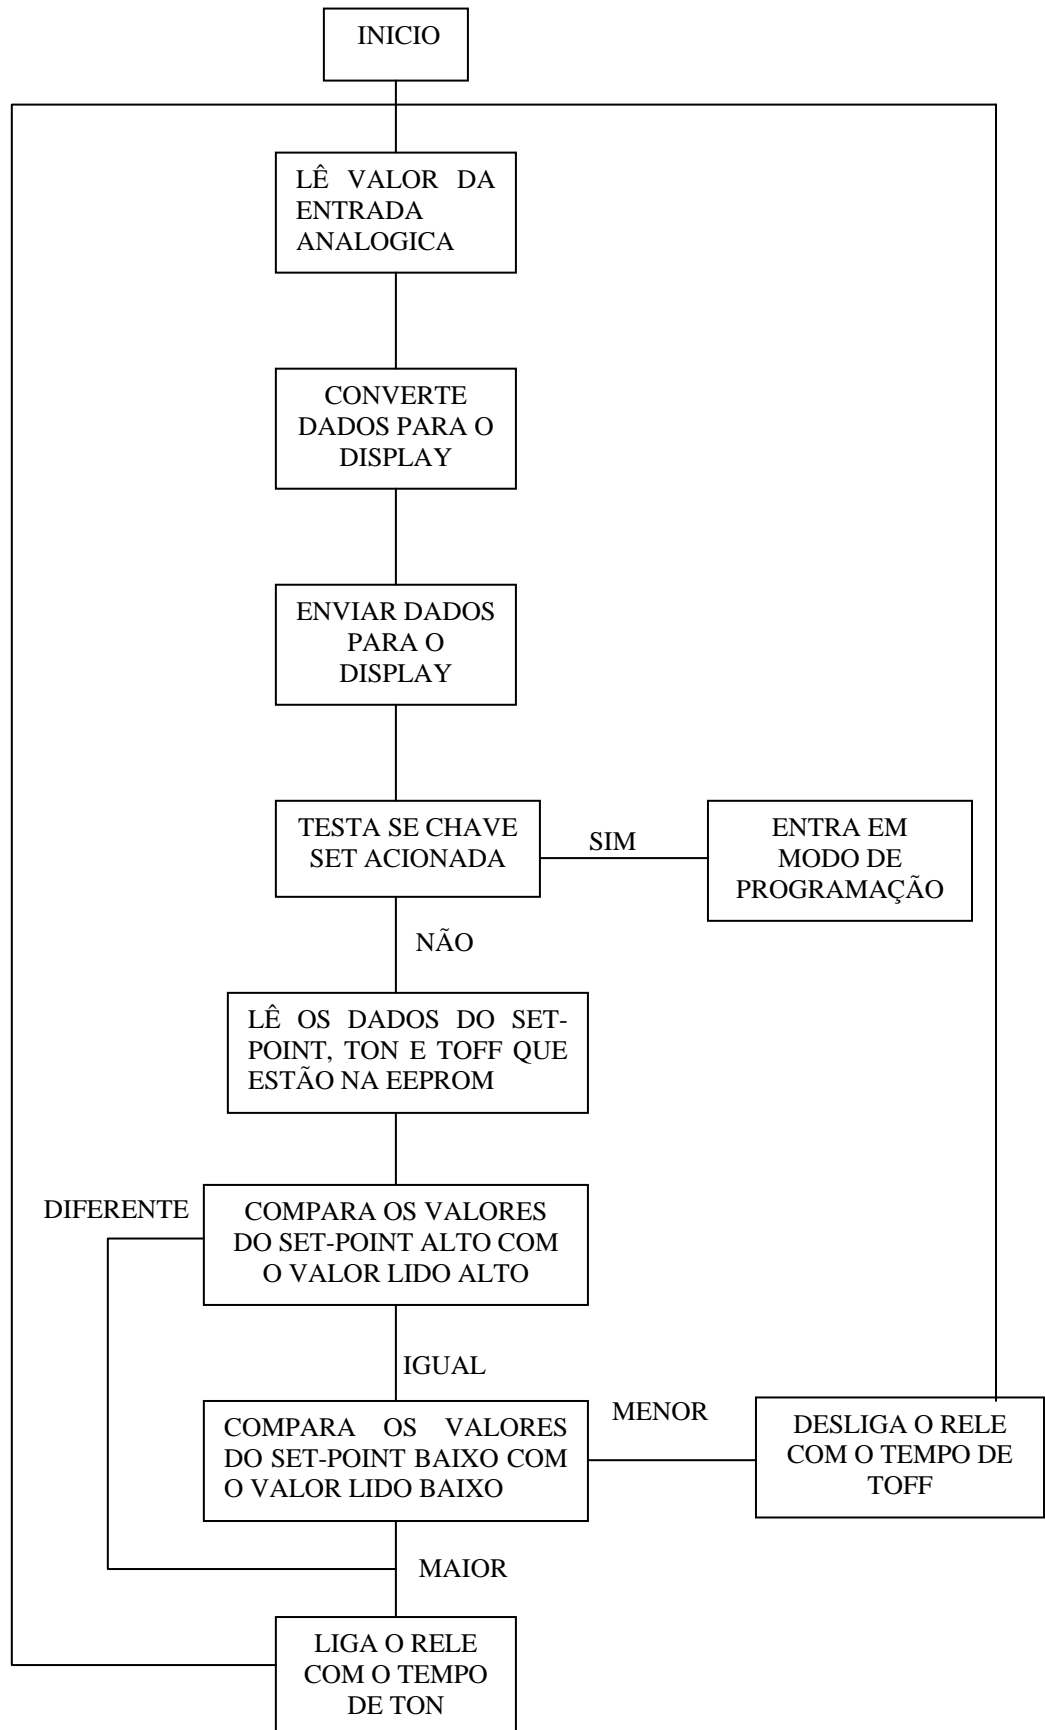 INICIO
LÊ VALOR DA
ENTRADA
ANALOGICA
CONVERTE
DADOS PARA O
DISPLAY
ENVIAR DADOS
PARA O
DISPLAY
TESTA SE CHAVE
SET ACIONADA
SIM
ENTRA EM
MODO DE
PROGRAMAÇÃO
NÃO
LÊ OS DADOS DO SET-
POINT, TON E TOFF QUE
ESTÃO NA EEPROM
DIFERENTE
COMPARA OS VALORES
DO SET-POINT ALTO COM
O VALOR LIDO ALTO
IGUAL
COMPARA OS VALORES
DO SET-POINT BAIXO COM
O VALOR LIDO BAIXO
MENOR
DESLIGA O RELE
COM O TEMPO DE
TOFF
MAIOR
LIGA O RELE
COM O TEMPO
DE TON